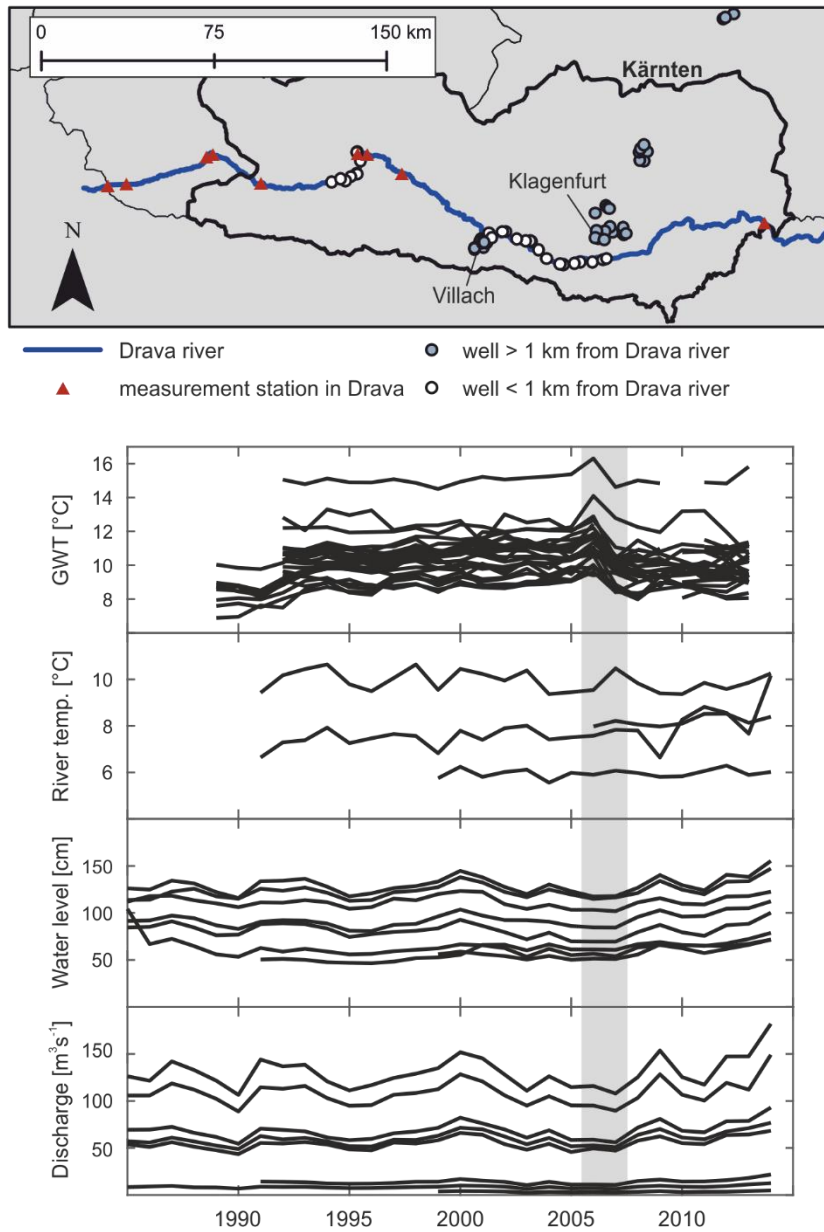 0 75 150 km
Kärnten
Klagenfurt
N
Villach
Drava river
well > 1 km from Drava river
measurement station in Drava
well < 1 km from Drava river
GWT [°C]
16
14
12
10
8
River temp. [°C]
10
8
6
Water level [cm]
150
100
50
Discharge [m³s⁻¹]
150
100
50
1990 1995 2000 2005 2010